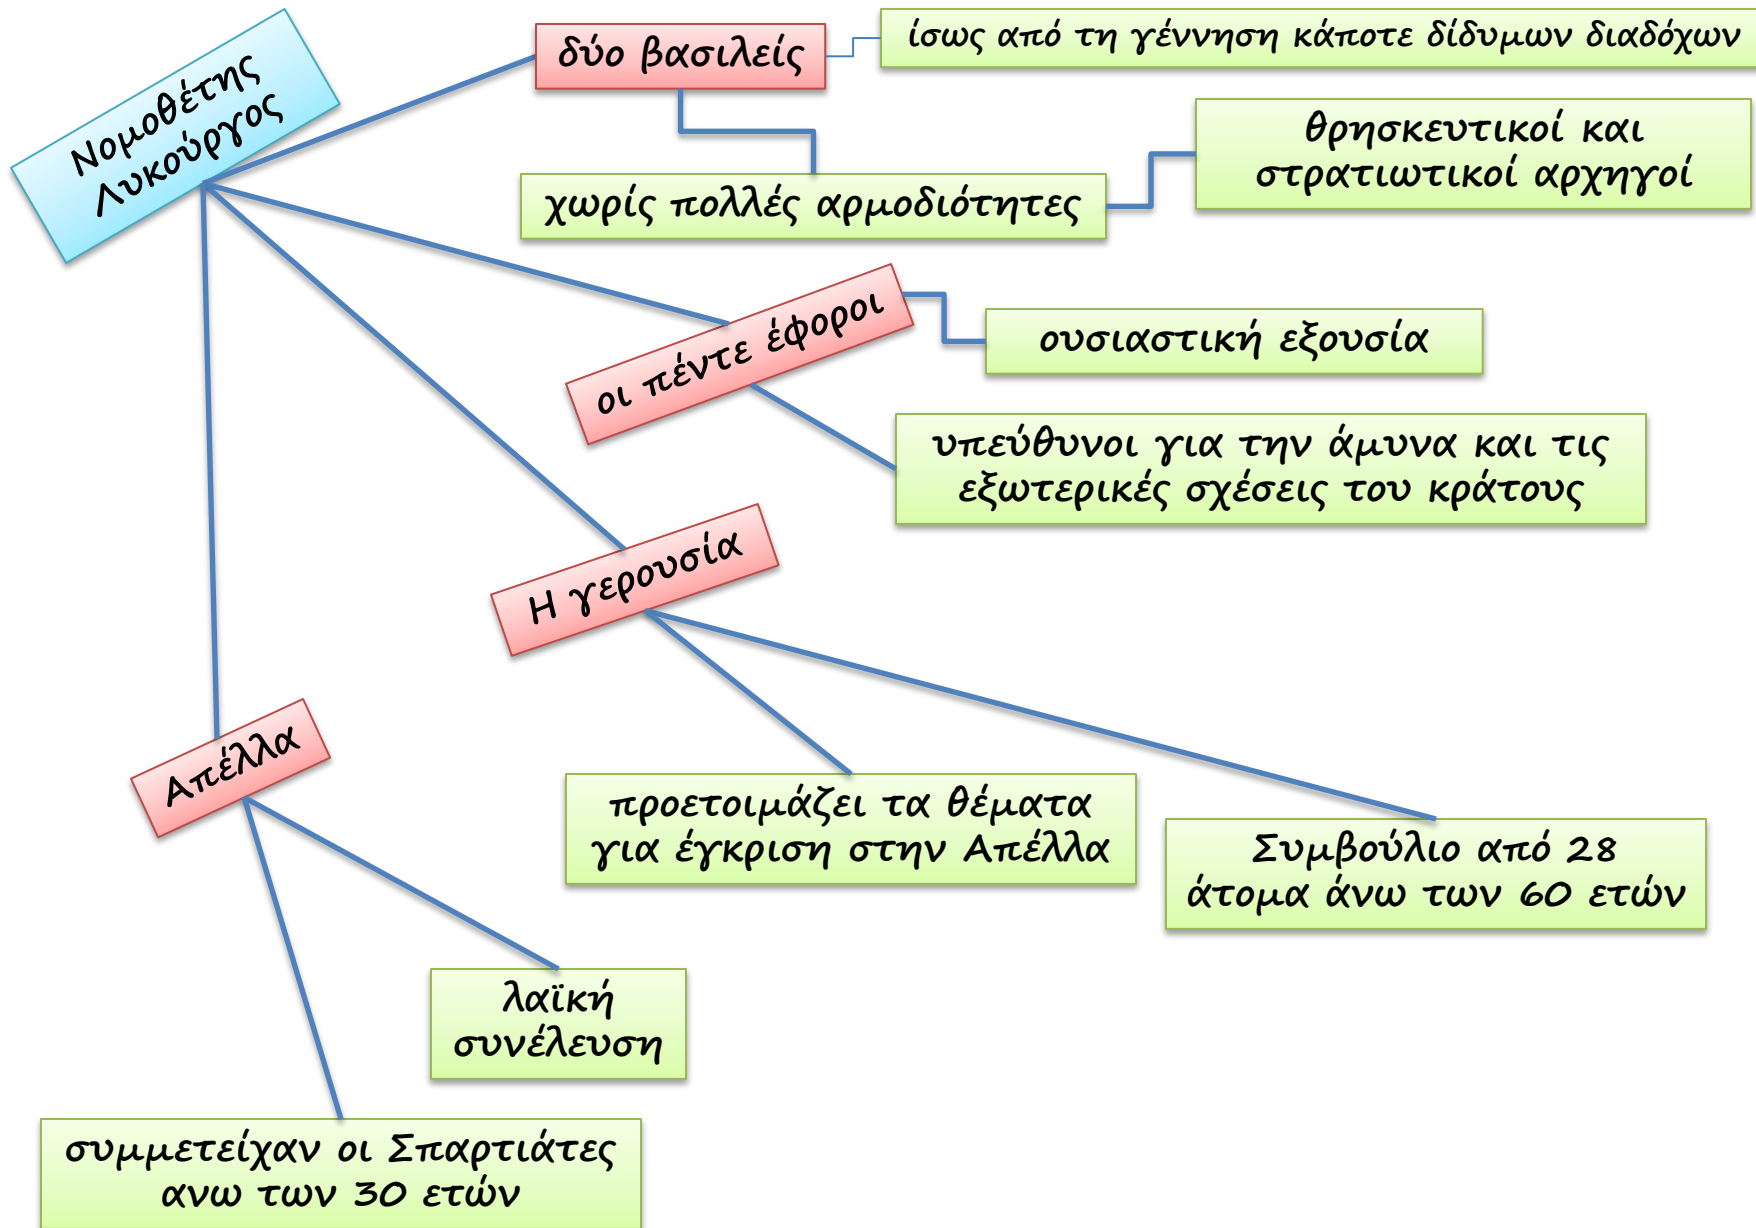 Νομοθέτης
Λυκούργος
δύο βασιλείς
ίσως από τη γέννηση κάποτε δίδυμων διαδόχων
χωρίς πολλές αρμοδιότητες
θρησκευτικοί και
στρατιωτικοί αρχηγοί
οι πέντε έφοροι
ουσιαστική εξουσία
υπεύθυνοι για την άμυνα και τις
εξωτερικές σχέσεις του κράτους
Η γερουσία
προετοιμάζει τα θέματα
για έγκριση στην Απέλλα
Συμβούλιο από 28
άτομα άνω των 60 ετών
Απέλλα
λαϊκή
συνέλευση
συμμετείχαν οι Σπαρτιάτες
ανω των 30 ετών